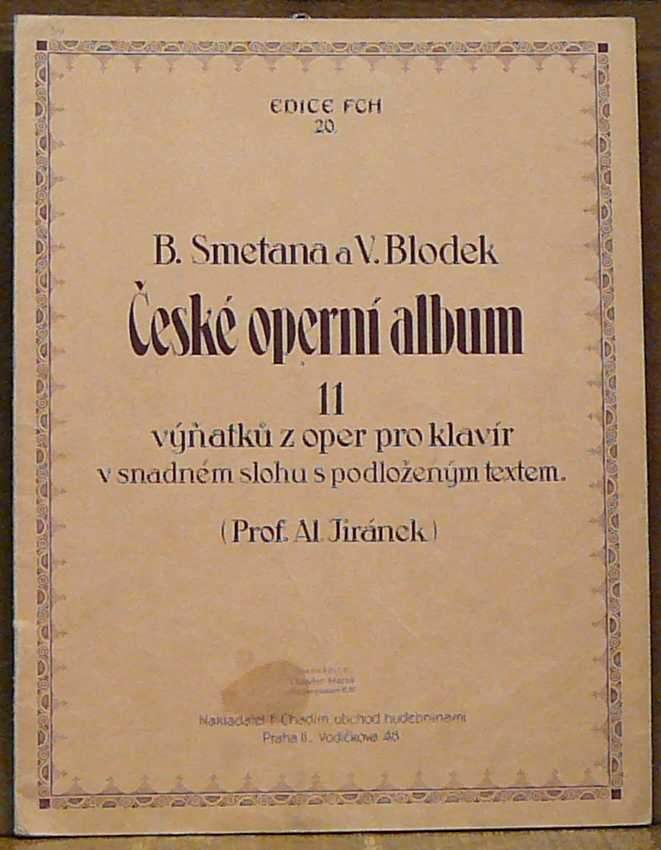 EDICE FCH
20.
B. Smetana a V. Blodek
České operní album
11
výňatků z oper pro klavír
v snadném slohu s podloženým textem.
(Prof. Al. Jiránek)
Nakladatel F. Chadím, obchod hudebninami
Praha II., Vodičkova 48